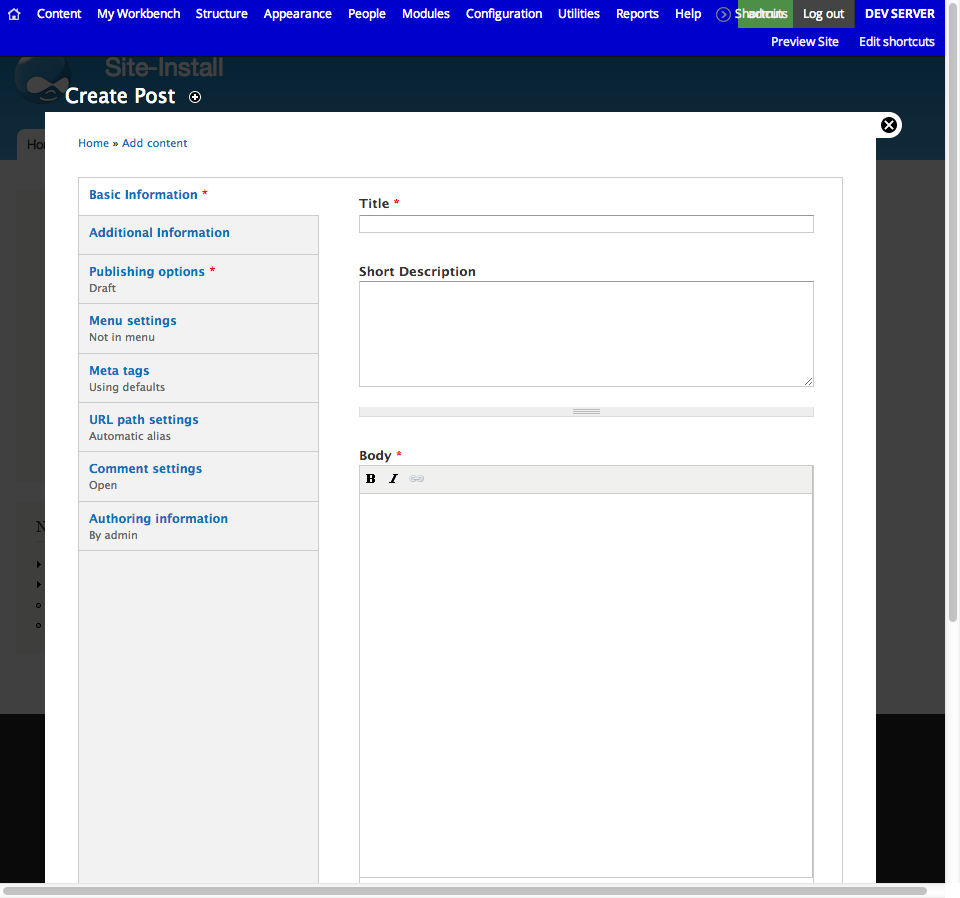 Content My Workbench Structure Appearance People Modules Configuration Utilities Reports Help Shortcuts admin Log out DEV SERVER
Preview Site Edit shortcuts
Site-Install
Create Post
Home » Add content
Basic Information *
Additional Information
Publishing options *
Draft
Menu settings
Not in menu
Meta tags
Using defaults
URL path settings
Automatic alias
Comment settings
Open
Authoring information
By admin
Title *
Short Description
Body *
B I